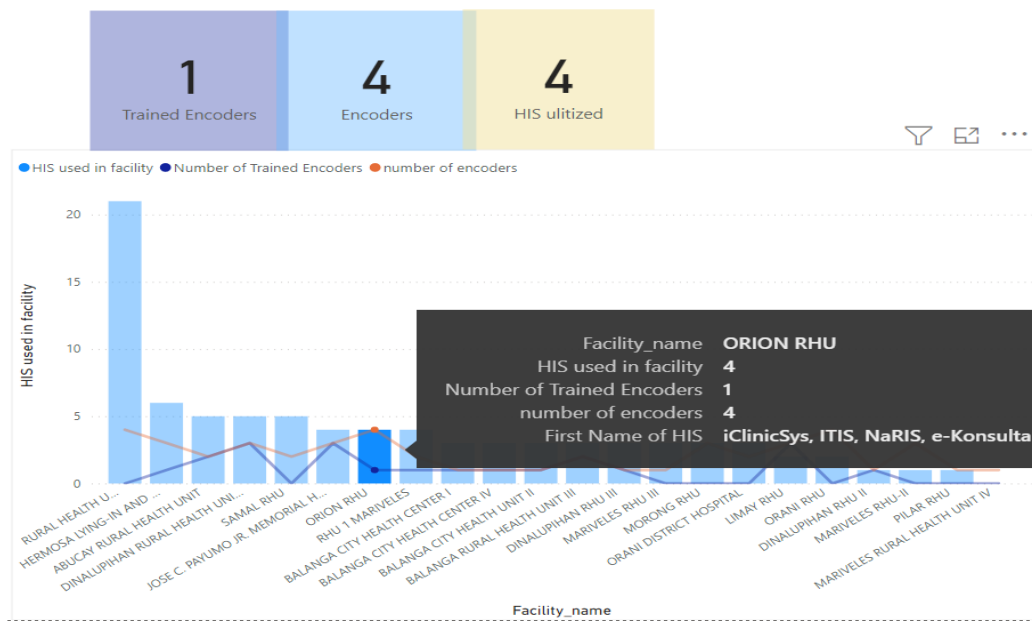 1
Trained Encoders
4
Encoders
4
HIS ulitized
HIS used in facility Number of Trained Encoders number of encoders
HIS used in facility
20
15
10
5
0
Facility_name ORION RHU
HIS used in facility 4
Number of Trained Encoders 1
number of encoders 4
First Name of HIS iClinicSys, ITIS, NaRIS, e-Konsulta
RURAL HEALTH U...
HERMOSA LYING-IN AND ...
ABUCAY RURAL HEALTH UNIT
DINALUPIHAN RURAL HEALTH UNI...
SAMAL RHU
JOSE C. PAYUMO JR. MEMORIAL H...
ORION RHU
RHU 1 MARIVELES
BALANGA CITY HEALTH CENTER I
BALANGA CITY HEALTH CENTER IV
BALANGA CITY HEALTH UNIT II
BALANGA RURAL HEALTH UNIT III
DINALUPIHAN RHU III
MARIVELES RHU III
MORONG RHU
ORANI DISTRICT HOSPITAL
LIMAY RHU
ORANI RHU
DINALUPIHAN RHU II
MARIVELES RHU-II
PILAR RHU
MARIVELES RURAL HEALTH UNIT IV
Facility_name